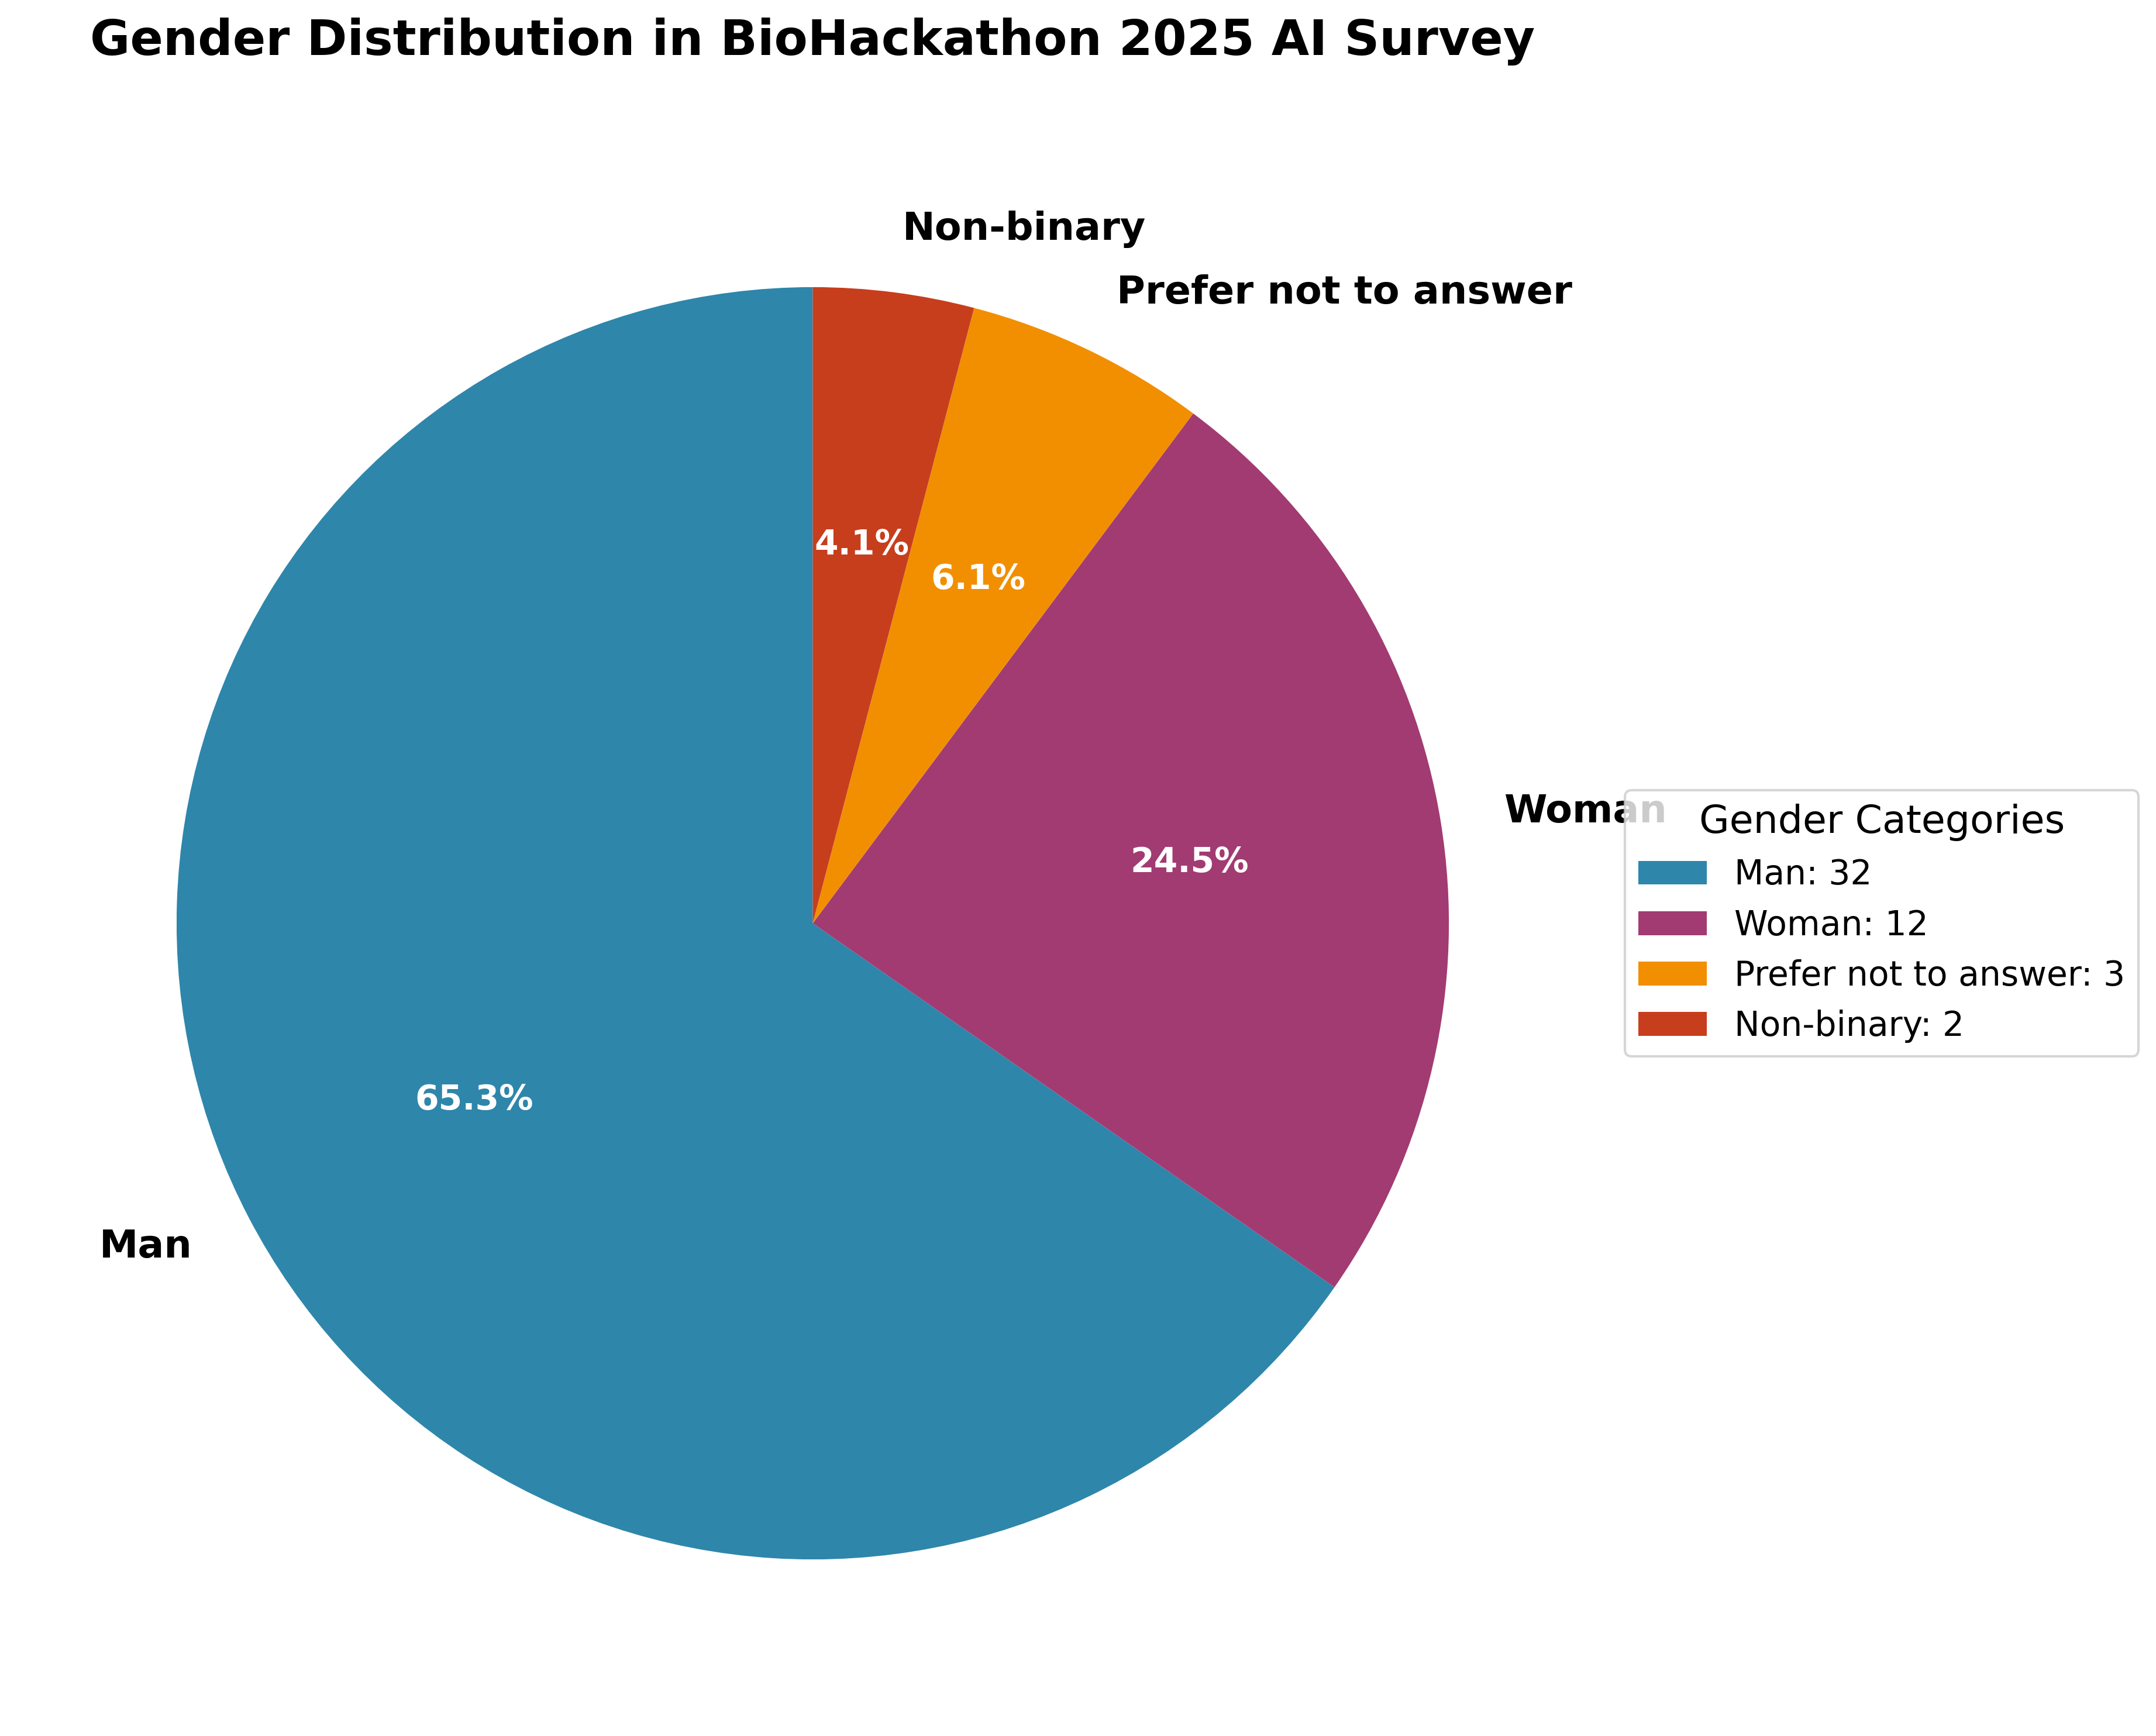 Gender Distribution in BioHackathon 2025 AI Survey
Non-binary
Prefer not to answer
4.1%
6.1%
Woman
Gender Categories
24.5%
Man: 32
Woman: 12
Prefer not to answer: 3
Non-binary: 2
65.3%
Man